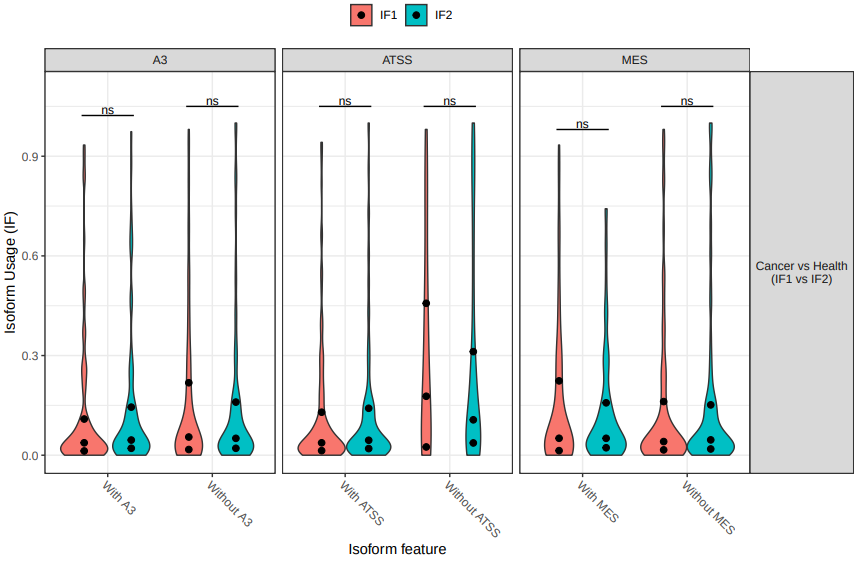 IF1 IF2
A3 ATSS MES
ns ns ns ns ns ns
0.9
0.6
0.3
0.0
Isoform Usage (IF)
Cancer vs Health
(IF1 vs IF2)
With A3 Without A3 With ATSS Without ATSS With MES Without MES
Isoform feature